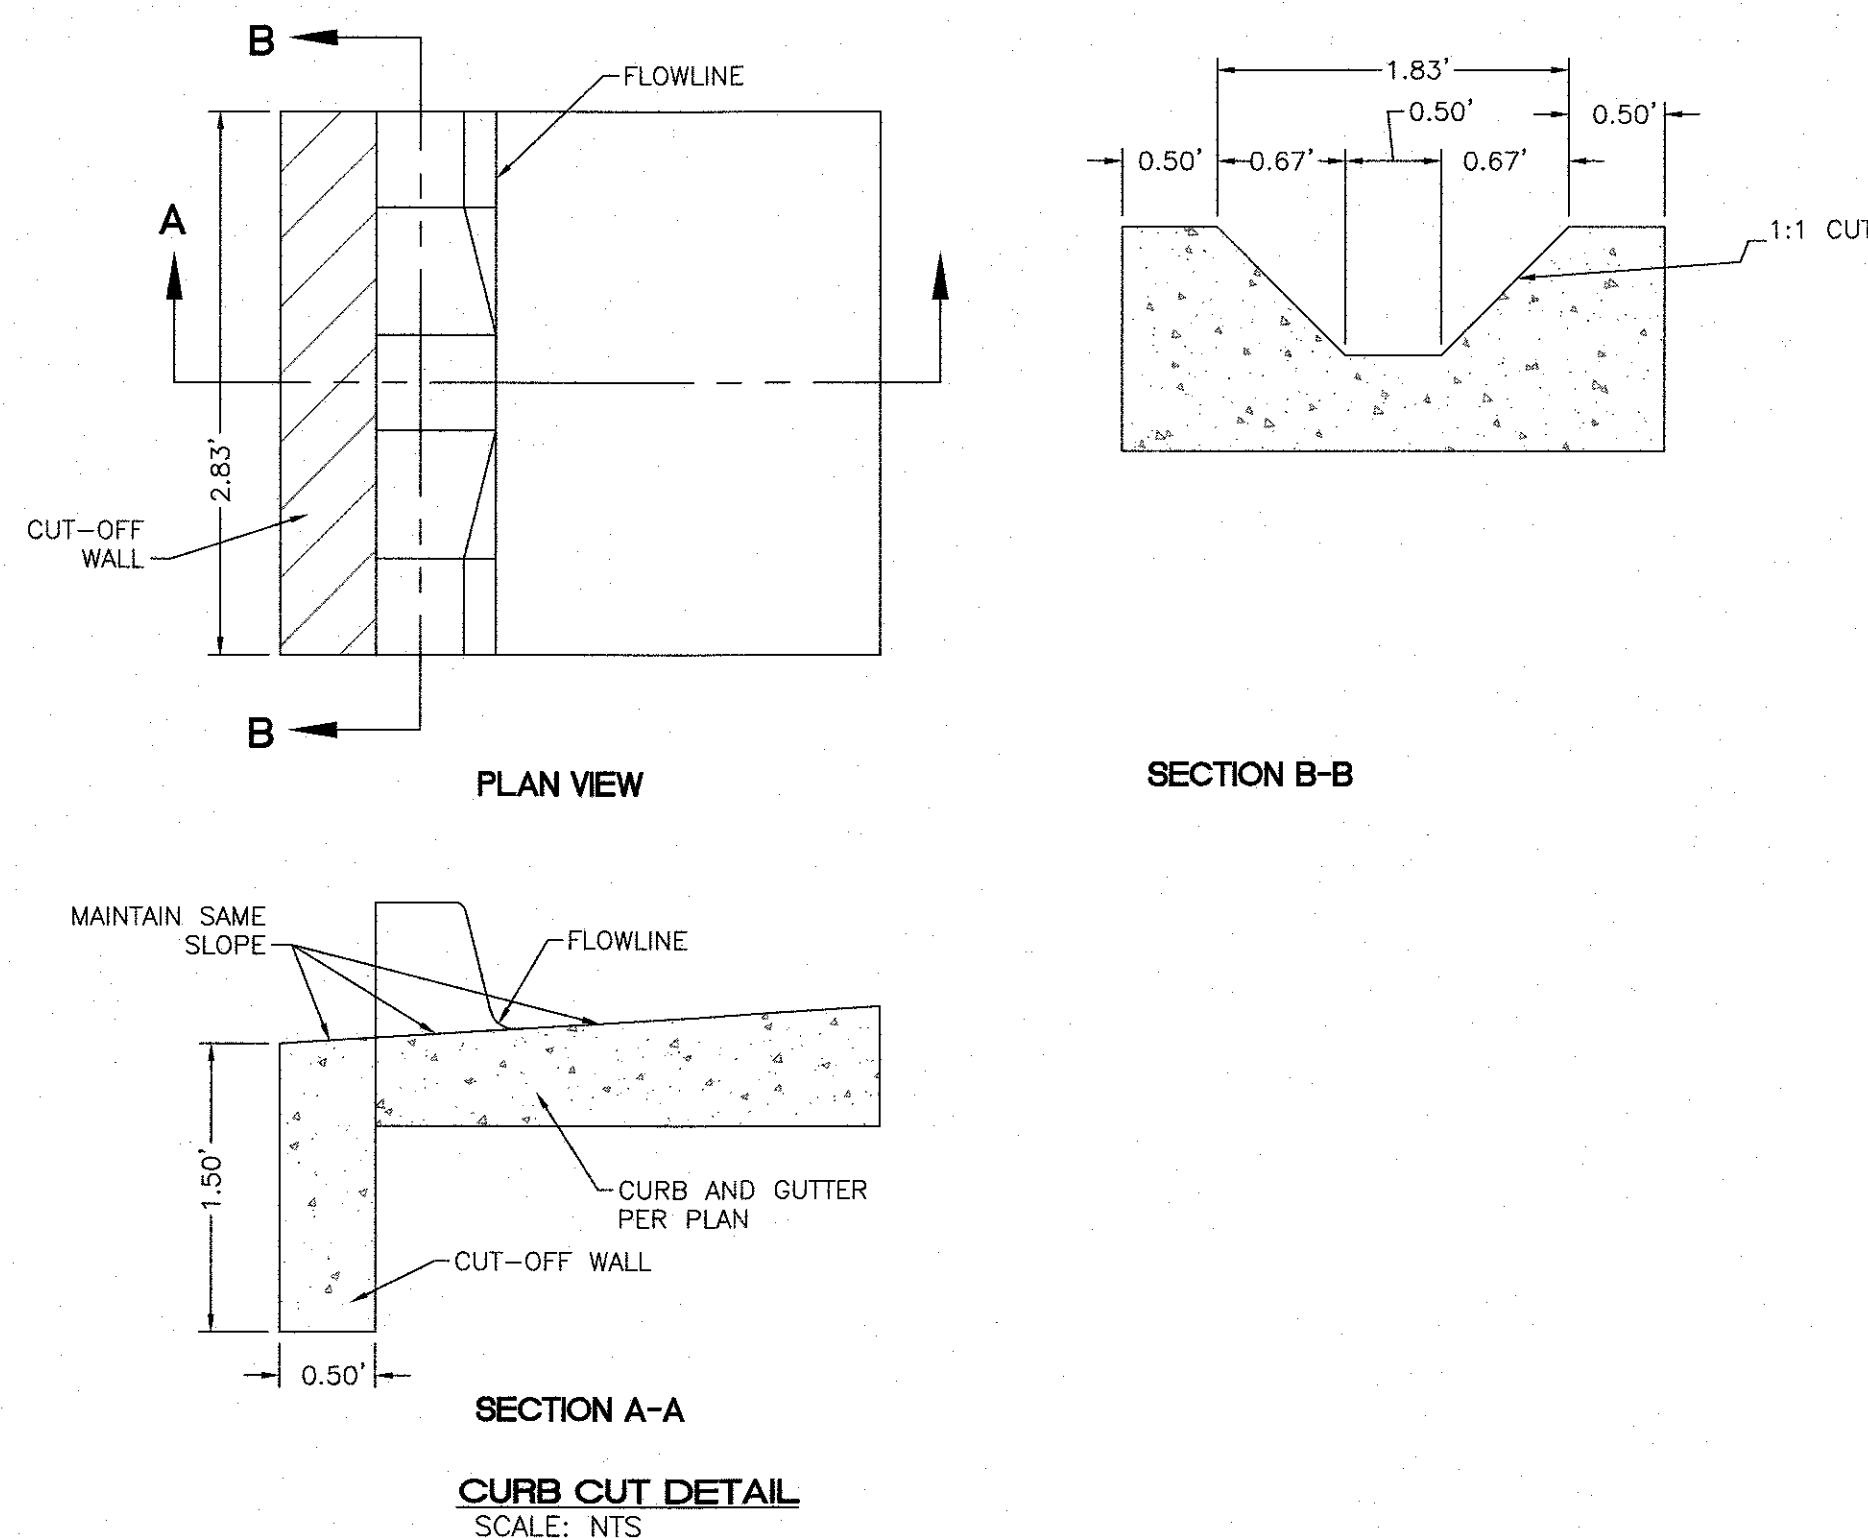 B
FLOWLINE
A
2.83'
CUT-OFF
WALL
B
PLAN VIEW
1.83'
0.50'
0.50'
0.50'
0.67'
0.67'
1:1 CUT
SECTION B-B
MAINTAIN SAME
SLOPE
FLOWLINE
1.50'
CURB AND GUTTER
PER PLAN
CUT-OFF WALL
0.50'
SECTION A-A
CURB CUT DETAIL
SCALE: NTS